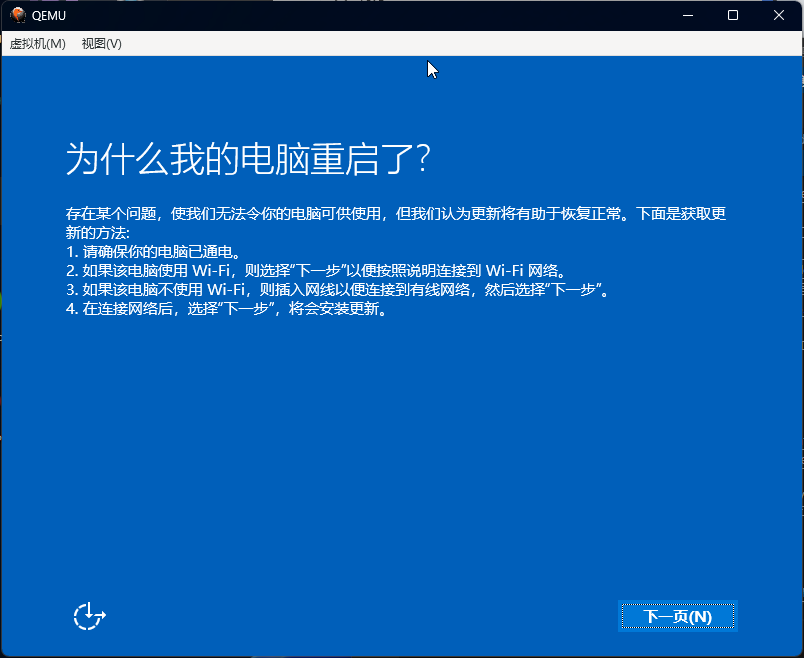 QEMU
虚拟机(M) 视图(V)
为什么我的电脑重启了?
存在某个问题，使我们无法令你的电脑可供使用，但我们认为更新将有助于恢复正常。下面是获取更
新的方法:
1. 请确保你的电脑已通电。
2. 如果该电脑使用 Wi-Fi，则选择"下一步"以便按照说明连接到 Wi-Fi 网络。
3. 如果该电脑不使用 Wi-Fi，则插入网线以便连接到有线网络，然后选择"下一步"。
4. 在连接网络后，选择"下一步"，将会安装更新。
下一页(N)